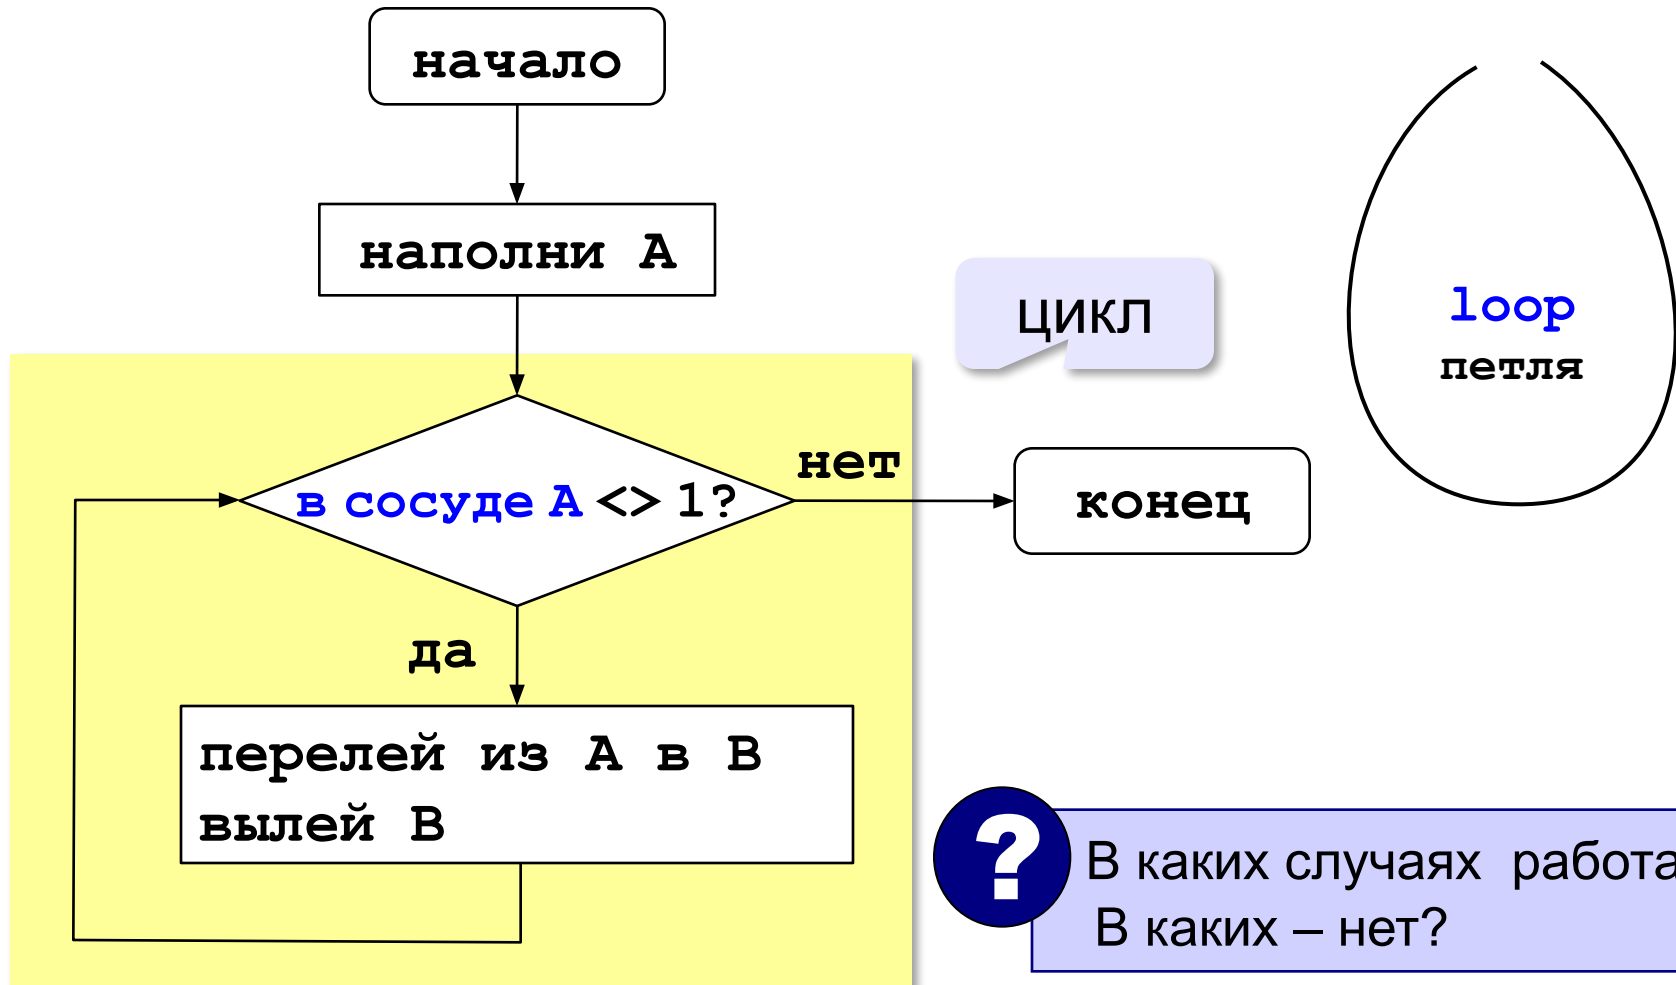 начало
наполни A
цикл
loop
петля
нет
в сосуде A <> 1?
конец
да
перелей из A в B
вылей B
?
В каких случаях работа
В каких – нет?